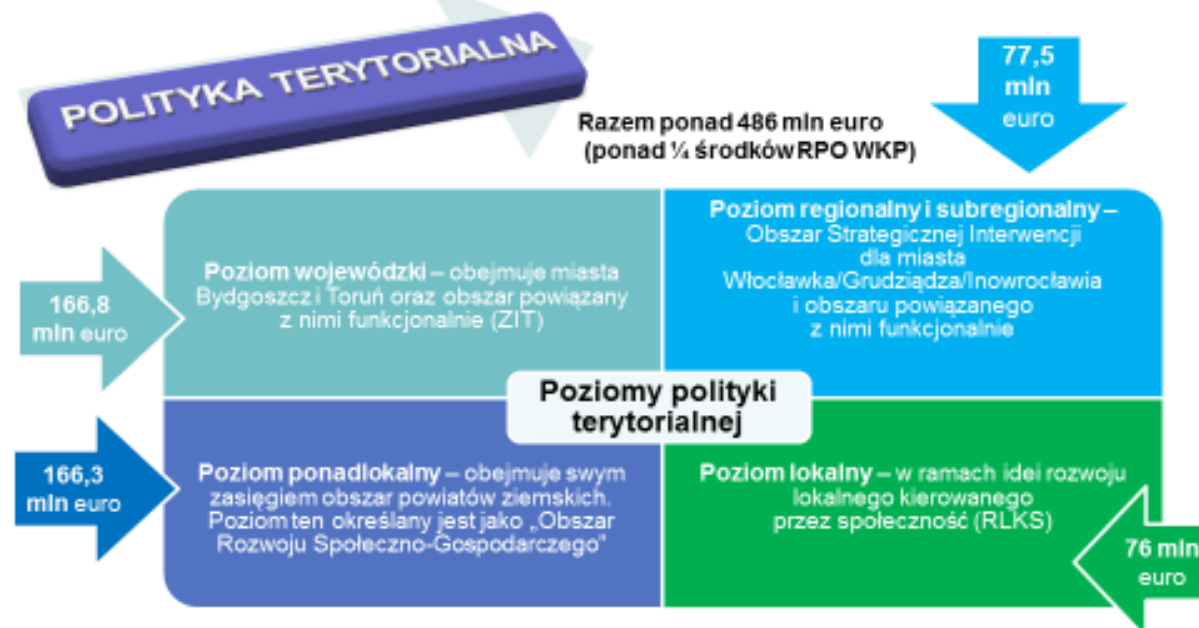 POLITYKA TERYTORIALNA
77,5
mln
euro
Razem ponad 486 mln euro
(ponad ¼ środków RPO WKP)
166,8
mln euro
Poziom wojewódzki – obejmuje miasta
Bydgoszcz i Toruń oraz obszar powiązany
z nimi funkcjonalnie (ZIT)
Poziom regionalny i subregionalny –
Obszar Strategicznej Interwencji
dla miasta
Włocławka/Grudziądza/Inowrocławia
i obszaru powiązanego
z nimi funkcjonalnie
Poziomy polityki
terytorialnej
166,3
mln euro
Poziom ponadlokalny – obejmuje swym
zasięgiem obszar powiatów ziemskich.
Poziom ten określany jest jako „Obszar
Rozwoju Społeczno-Gospodarczego"
Poziom lokalny – w ramach idei rozwoju
lokalnego kierowanego
przez społeczność (RLKS)
76 mln
euro